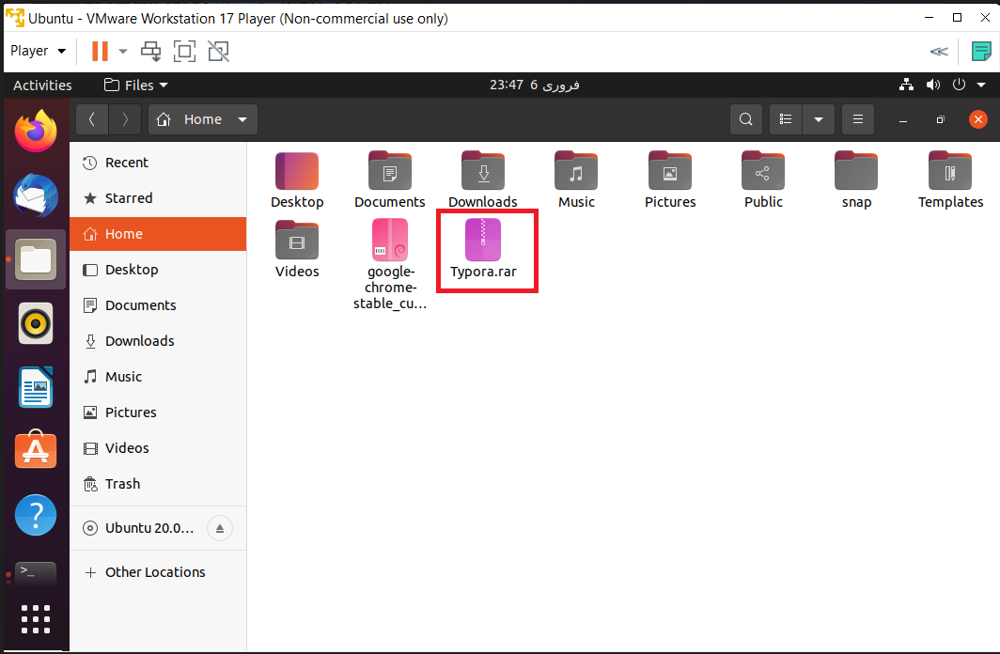 Ubuntu - VMware Workstation 17 Player (Non-commercial use only)
Player
Activities
Files
23:47 6 فروری
Home
Recent
Starred
Home
Desktop
Documents
Downloads
Music
Pictures
Videos
Trash
Ubuntu 20.0...
Other Locations
Desktop
Documents
Downloads
Music
Pictures
Public
snap
Templates
Videos
google-
chrome-
stable_cu...
Typora.rar